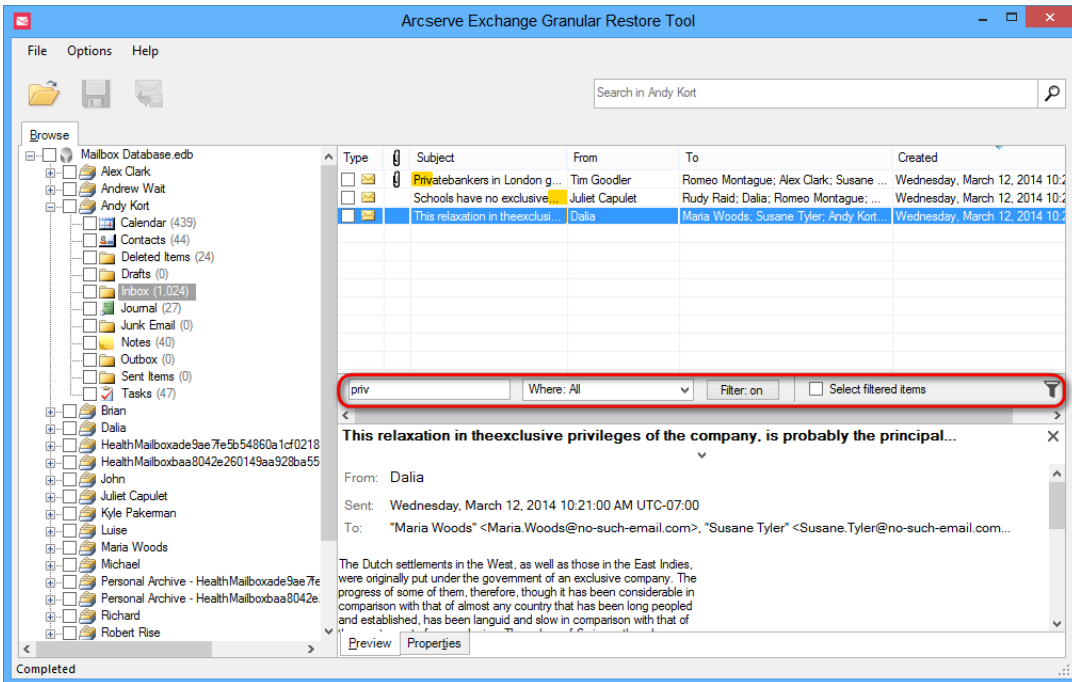 Arcserve Exchange Granular Restore Tool
File Options Help
Search in Andy Kort
Browse
Mailbox Database.edb
Alex Clark
Andrew Wait
Andy Kort
Calendar (439)
Contacts (44)
Deleted Items (24)
Drafts (0)
Inbox (1,024)
Journal (27)
Junk Email (0)
Notes (40)
Outbox (0)
Sent Items (0)
Tasks (47)
Brian
Dalia
HealthMailboxade9ae7fe5b54860a1cf0218
HealthMailboxbaa8042e260149aa928ba55
John
Juliet Capulet
Kyle Pakerman
Luise
Maria Woods
Michael
Personal Archive - HealthMailboxade9ae7fe
Personal Archive - HealthMailboxbaa8042e.
Richard
Robert Rise
Type Subject From To Created
Privatebankers in London g... Tim Goodler Romeo Montague; Alex Clark; Susane ... Wednesday, March 12, 2014 10:2
Schools have no exclusive... Juliet Capulet Rudy Raid; Dalia; Romeo Montague; ... Wednesday, March 12, 2014 10:2
This relaxation in theexclusi... Dalia Maria Woods; Susane Tyler; Andy Kort... Wednesday, March 12, 2014 10:2
priv Where: All Filter: on Select filtered items
This relaxation in theexclusive privileges of the company, is probably the principal...
From: Dalia
Sent: Wednesday, March 12, 2014 10:21:00 AM UTC-07:00
To: "Maria Woods" <Maria.Woods@no-such-email.com>, "Susane Tyler" <Susane.Tyler@no-such-email.com...
The Dutch settlements in the West, as well as those in the East Indies,
were originally put under the government of an exclusive company. The
progress of some of them, therefore, though it has been considerable in
comparison with that of almost any country that has been long peopled
and established, has been languid and slow in comparison with that of
Preview Properties
Completed